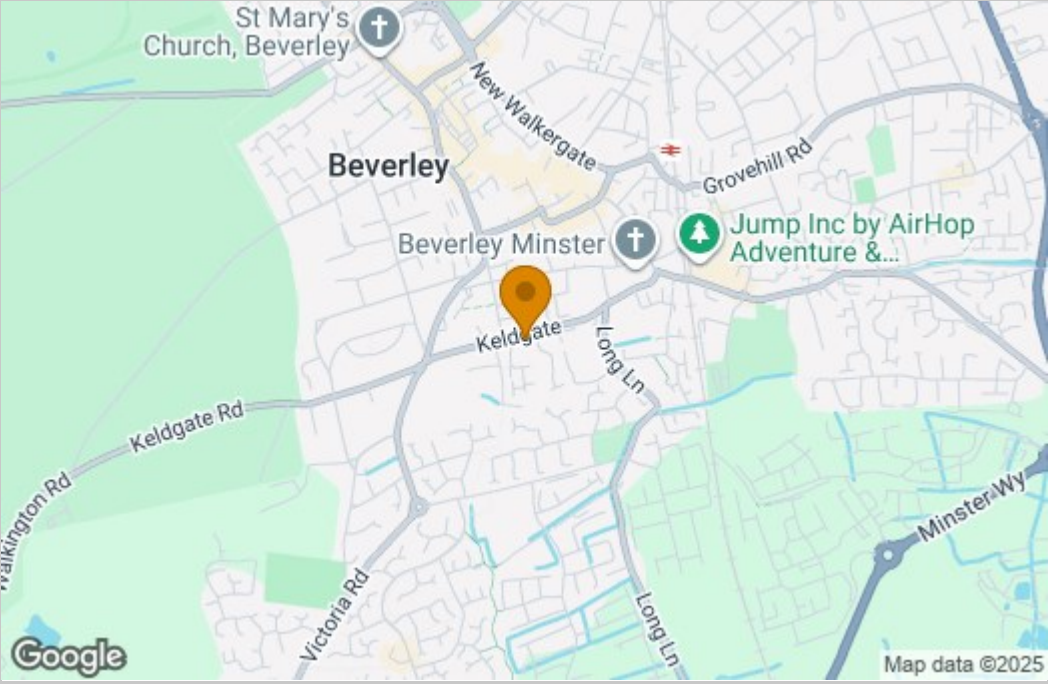 St Mary's
Church, Beverley
New Walkergate
Beverley
Grovehill Rd
Beverley Minster
Jump Inc by AirHop
Adventure &...
Keldgate
Long Ln
Keldgate Rd
Walkington Rd
Minster Wy
Victoria Rd
Long Ln
Google
Map data ©2025